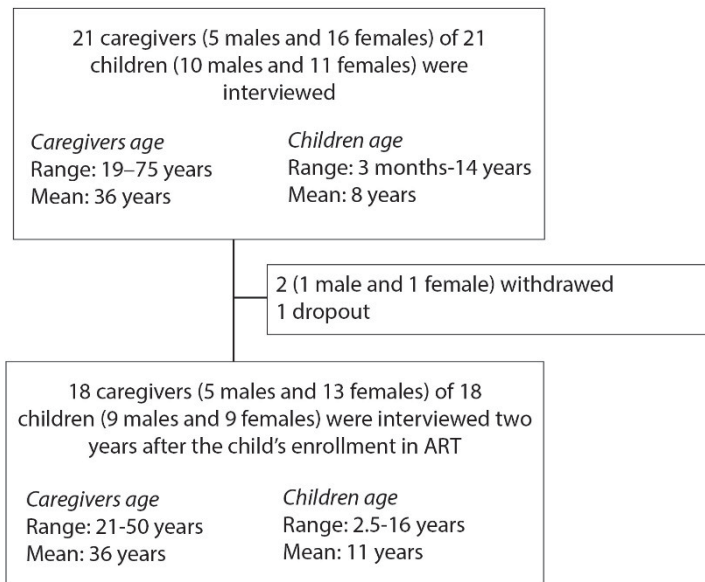 21 caregivers (5 males and 16 females) of 21
children (10 males and 11 females) were
interviewed
Caregivers age
Range: 19–75 years
Mean: 36 years
Children age
Range: 3 months-14 years
Mean: 8 years
2 (1 male and 1 female) withdrawed
1 dropout
18 caregivers (5 males and 13 females) of 18
children (9 males and 9 females) were interviewed two
years after the child’s enrollment in ART
Caregivers age
Range: 21-50 years
Mean: 36 years
Children age
Range: 2.5-16 years
Mean: 11 years